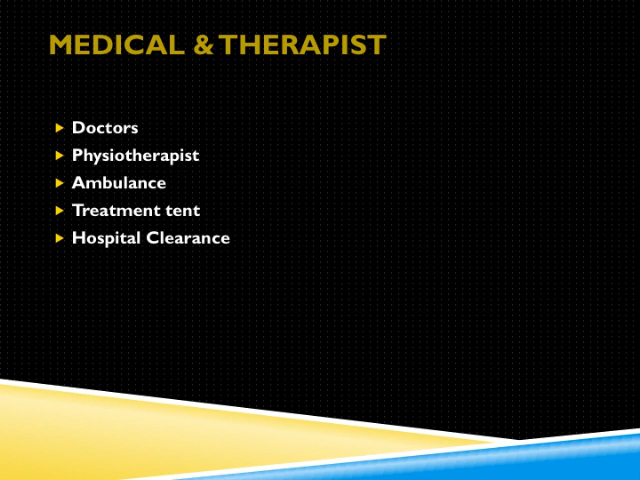 MEDICAL & THERAPIST
Doctors
Physiotherapist
Ambulance
Treatment tent
Hospital Clearance